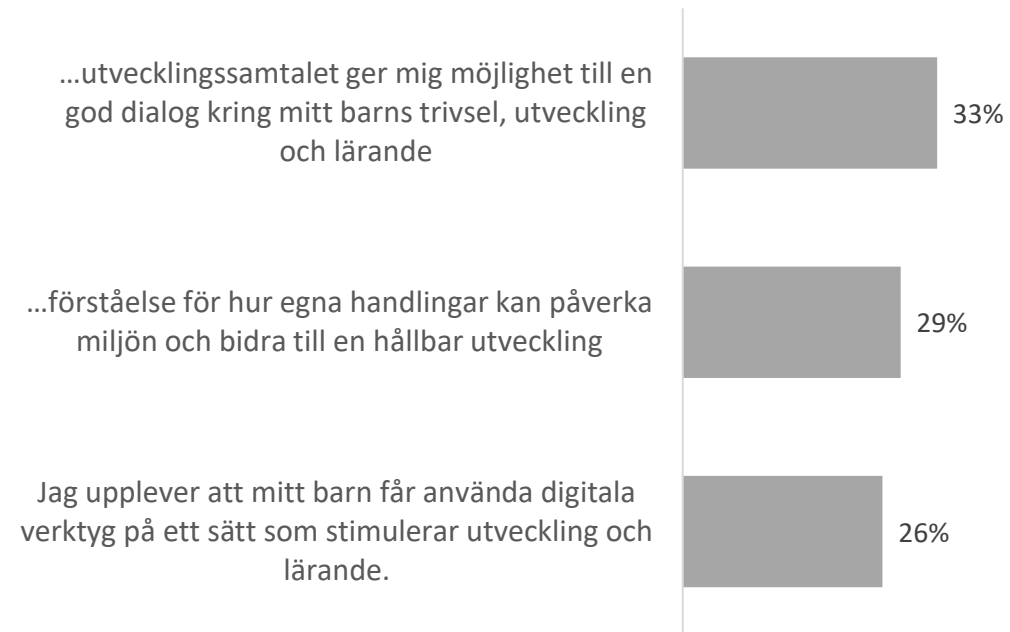 ...utvecklingssamtalet ger mig möjlighet till en
god dialog kring mitt barns trivsel, utveckling
och lärande
33%
...förståelse för hur egna handlingar kan påverka
miljön och bidra till en hållbar utveckling
29%
Jag upplever att mitt barn får använda digitala
verktyg på ett sätt som stimulerar utveckling och
lärande.
26%